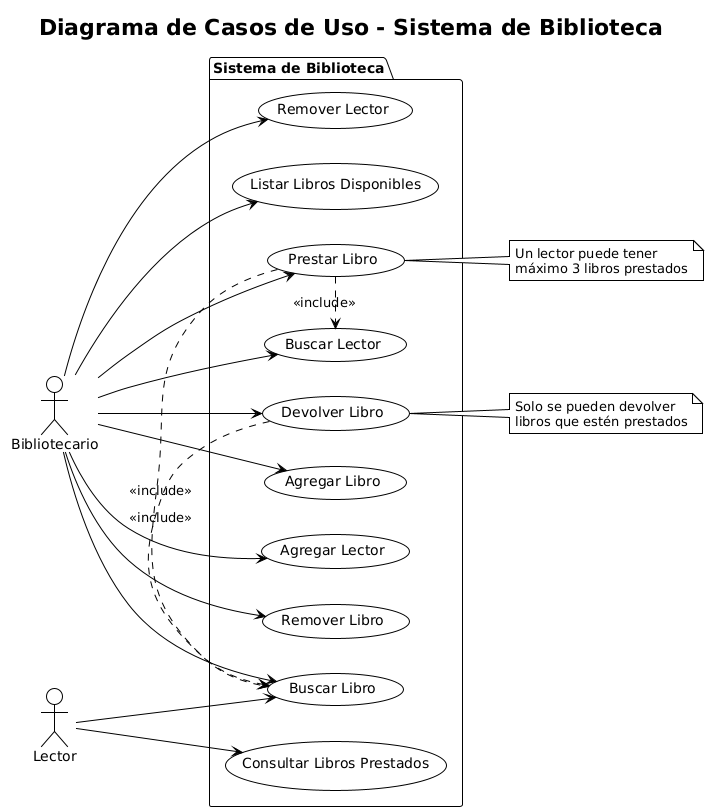 Diagrama de Casos de Uso - Sistema de Biblioteca
Sistema de Biblioteca
Remover Lector
Listar Libros Disponibles
Prestar Libro
Un lector puede tener
máximo 3 libros prestados
«include»
Buscar Lector
Bibliotecario
Devolver Libro
Solo se pueden devolver
libros que estén prestados
Agregar Libro
«include»
«include»
Agregar Lector
Remover Libro
Buscar Libro
Lector
Consultar Libros Prestados